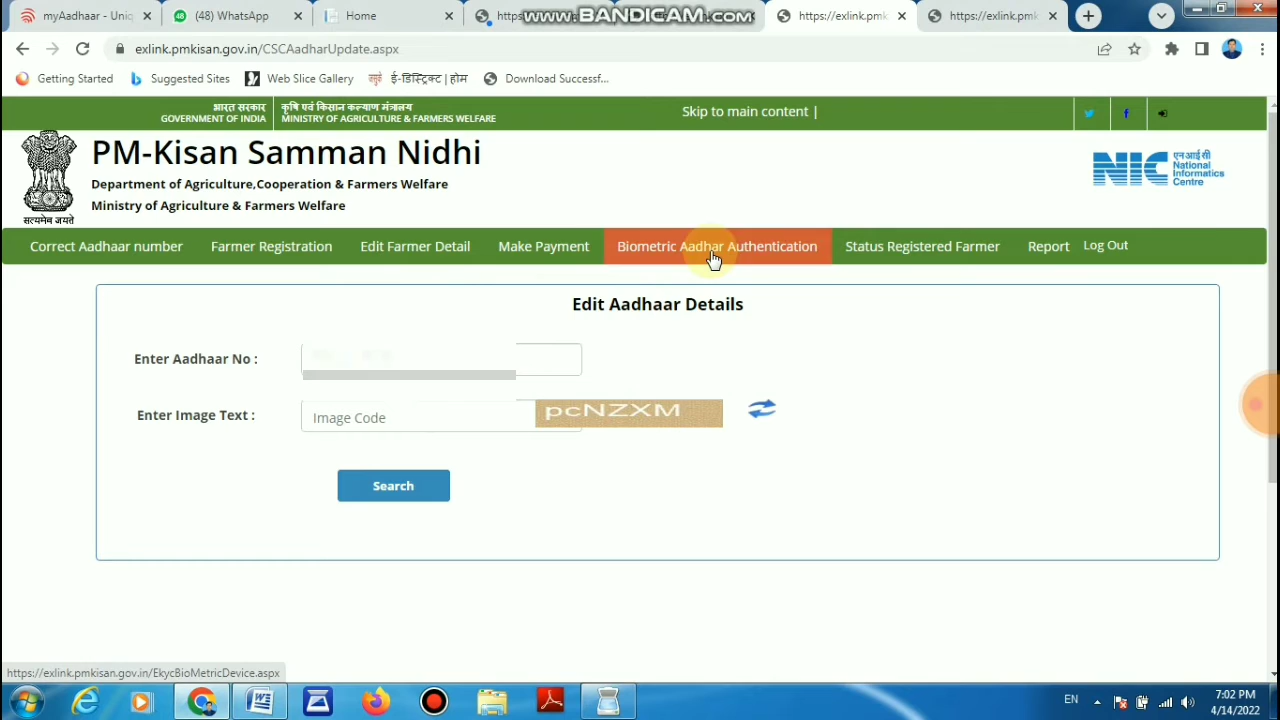 myAadhar - Uniq
(48) WhatsApp
Home
https:
WWW.BANDICAM.COM
https://exlink.pmk
https://exlink.pmk
exlink.pmkisan.gov.in/CSCAadharUpdate.aspx
Getting Started
Suggested Sites
Web Slice Gallery
ई-डिस्ट्रिक्ट | होम
Download Successf...
भारत सरकार
GOVERNMENT OF INDIA
कृषि एवं किसान कल्याण मंत्रालय
MINISTRY OF AGRICULTURE & FARMERS WELFARE
Skip to main content |
PM-Kisan Samman Nidhi
Department of Agriculture,Cooperation & Farmers Welfare
Ministry of Agriculture & Farmers Welfare
सत्यमेव जयते
NIC
एन आई सी
National
Informatics
Centre
Correct Aadhaar number
Farmer Registration
Edit Farmer Detail
Make Payment
Biometric Aadhar Authentication
Status Registered Farmer
Report
Log Out
Edit Aadhaar Details
Enter Aadhaar No :
Enter Image Text :
Image Code
pcNZXM
Search
https://exlink.pmkisan.gov.in/EkycBioMetricDevice.aspx
EN
7:02 PM
4/14/2022